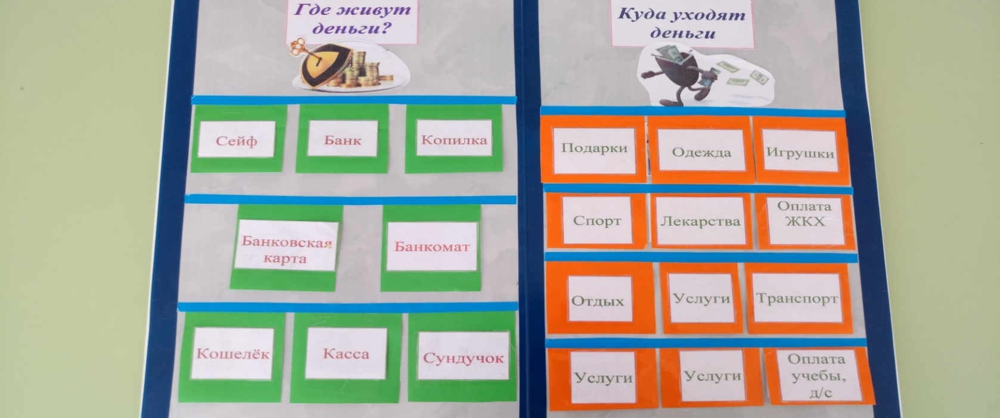 Где живут
деньги?
Сейф
Банк
Копилка
Банковская
карта
Банкомат
Кошелёк
Касса
Сундучок
Куда уходят
деньги
Подарки
Одежда
Игрушки
Спорт
Лекарства
Оплата
ЖКХ
Отдых
Услуги
Транспорт
Услуги
Услуги
Оплата
учебы,
д/с